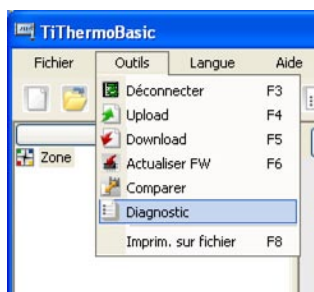 TiThermoBasic
Fichier Outils Langue Aide
Déconnecter F3
Upload F4
Download F5
Zone
Actualiser FW F6
Comparer
Diagnostic
Imprim. sur fichier F8